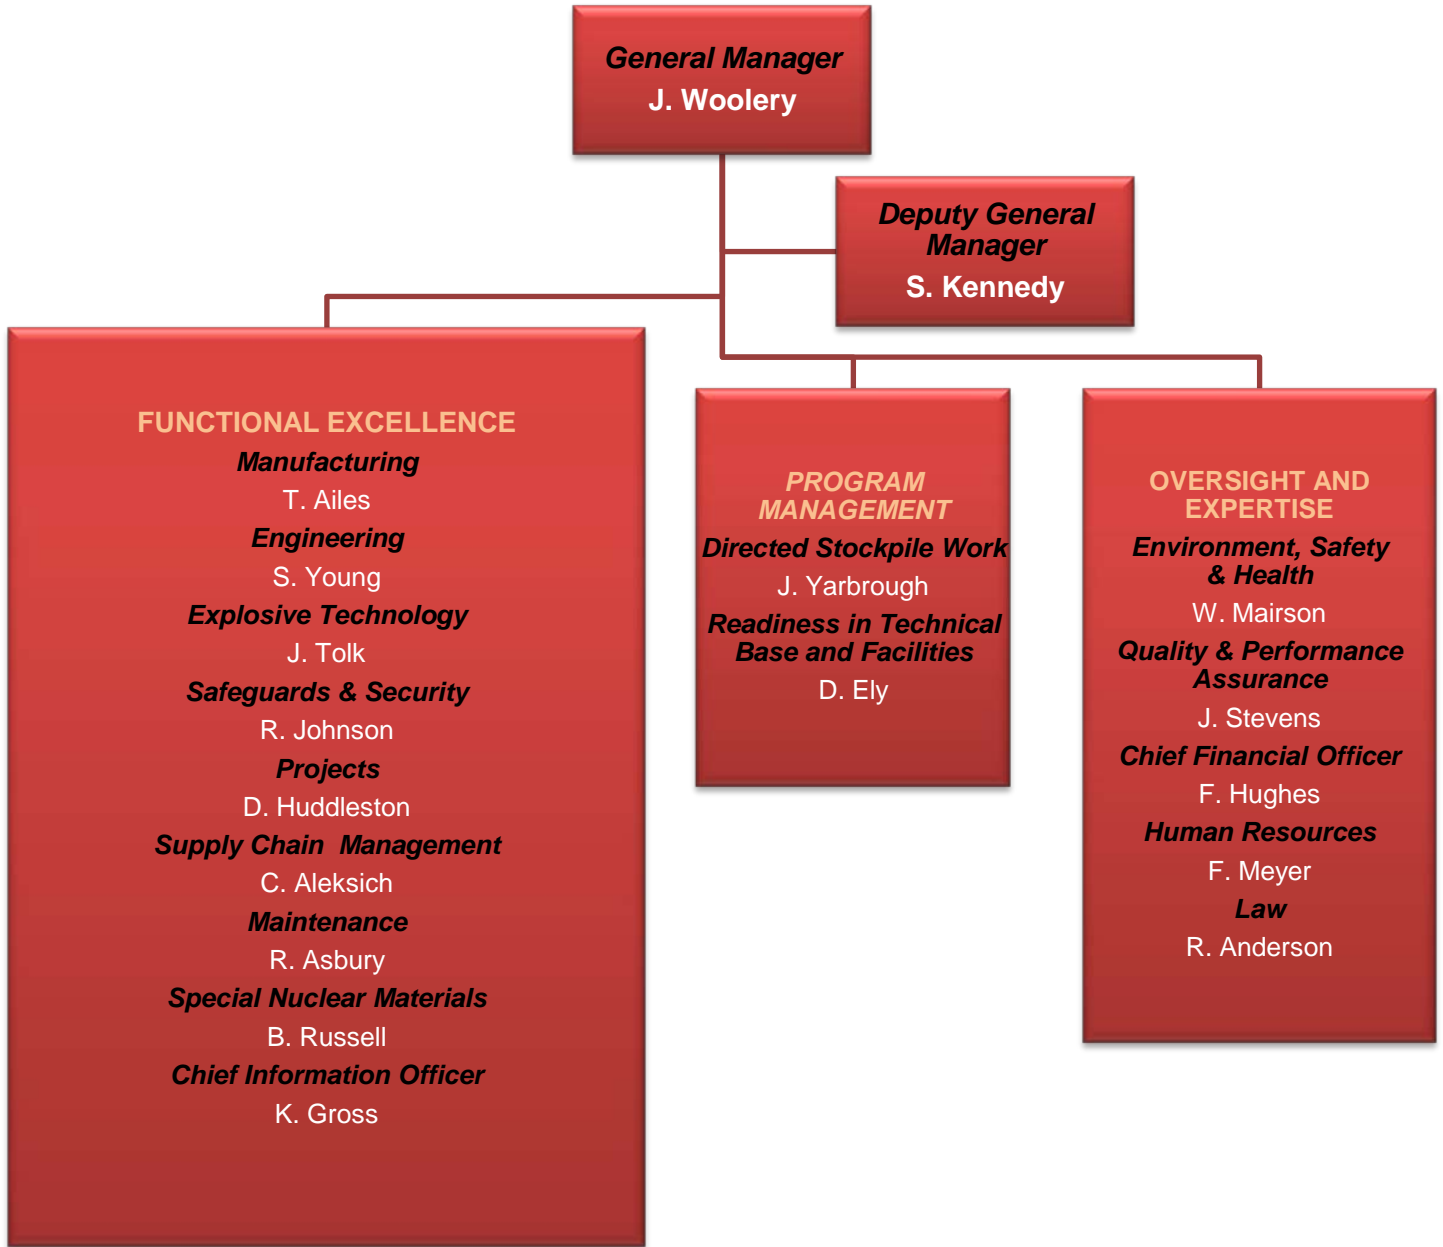 General Manager
J. Woolery
Deputy General
Manager
S. Kennedy
FUNCTIONAL EXCELLENCE
Manufacturing
T. Ailes
Engineering
S. Young
Explosive Technology
J. Tolk
Safeguards & Security
R. Johnson
Projects
D. Huddleston
Supply Chain  Management
C. Aleksich
Maintenance
R. Asbury
Special Nuclear Materials
B. Russell
Chief Information Officer
K. Gross
PROGRAM
MANAGEMENT
Directed Stockpile Work
J. Yarbrough
Readiness in Technical
Base and Facilities
D. Ely
OVERSIGHT AND
EXPERTISE
Environment, Safety
& Health
W. Mairson
Quality & Performance
Assurance
J. Stevens
Chief Financial Officer
F. Hughes
Human Resources
F. Meyer
Law
R. Anderson